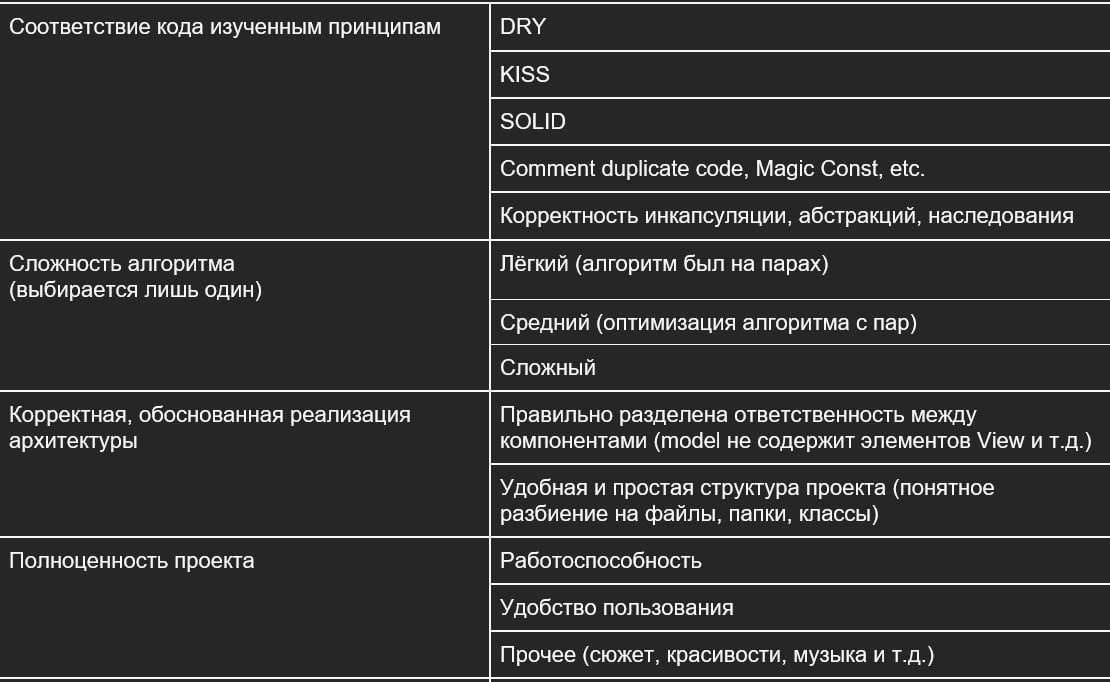 Соответствие кода изученным принципам
DRY
KISS
SOLID
Comment duplicate code, Magic Const, etc.
Корректность инкапсуляции, абстракций, наследования
Сложность алгоритма
(выбирается лишь один)
Лёгкий (алгоритм был на парах)
Средний (оптимизация алгоритма с пар)
Сложный
Корректная, обоснованная реализация
архитектуры
Правильно разделена ответственность между
компонентами (model не содержит элементов View и т.д.)
Удобная и простая структура проекта (понятное
разбиение на файлы, папки, классы)
Полноценность проекта
Работоспособность
Удобство пользования
Прочее (сюжет, красивости, музыка и т.д.)